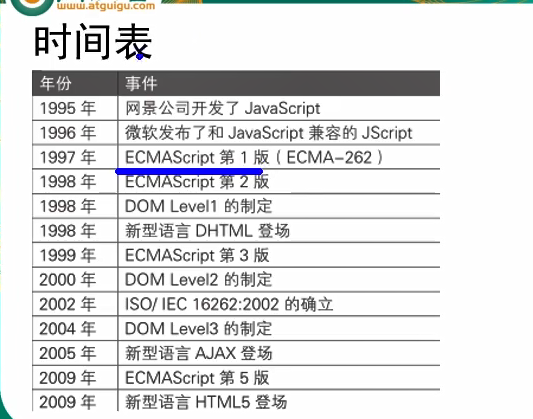 www.atguigu.com
时间表
年份 事件
1995 年 网景公司开发了 JavaScript
1996 年 微软发布了和 JavaScript 兼容的 JScript
1997 年 ECMAScript 第 1 版（ECMA-262）
1998 年 ECMAScript 第 2 版
1998 年 DOM Level1 的制定
1998 年 新型语言 DHTML 登场
1999 年 ECMAScript 第 3 版
2000 年 DOM Level2 的制定
2002 年 ISO/ IEC 16262:2002 的确立
2004 年 DOM Level3 的制定
2005 年 新型语言 AJAX 登场
2009 年 ECMAScript 第 5 版
2009 年 新型语言 HTML5 登场